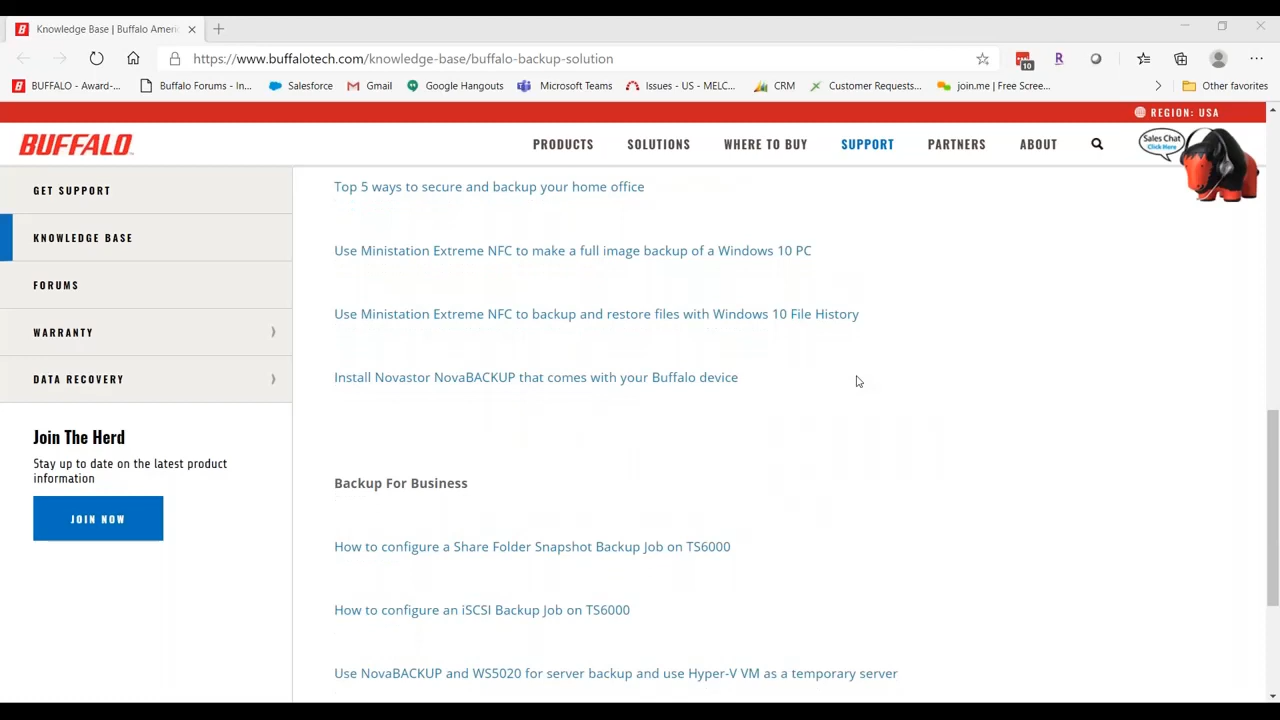 Knowledge Base | Buffalo Ameri
https://www.buffalotech.com/knowledge-base/buffalo-backup-solution
10
R
BUFFALO - Award-... Buffalo Forums - In... Salesforce Gmail Google Hangouts Microsoft Teams Issues - US - MELC... CRM Customer Requests... join.me | Free Scree... Other favorites
REGION: USA
BUFFALO PRODUCTS SOLUTIONS WHERE TO BUY SUPPORT PARTNERS ABOUT
Sales Chat
Click Here
GET SUPPORT
KNOWLEDGE BASE
FORUMS
WARRANTY
DATA RECOVERY
Join The Herd
Stay up to date on the latest product
information
JOIN NOW
Top 5 ways to secure and backup your home office
Use Ministation Extreme NFC to make a full image backup of a Windows 10 PC
Use Ministation Extreme NFC to backup and restore files with Windows 10 File History
Install Novastor NovaBACKUP that comes with your Buffalo device
Backup For Business
How to configure a Share Folder Snapshot Backup Job on TS6000
How to configure an iSCSI Backup Job on TS6000
Use NovaBACKUP and WS5020 for server backup and use Hyper-V VM as a temporary server